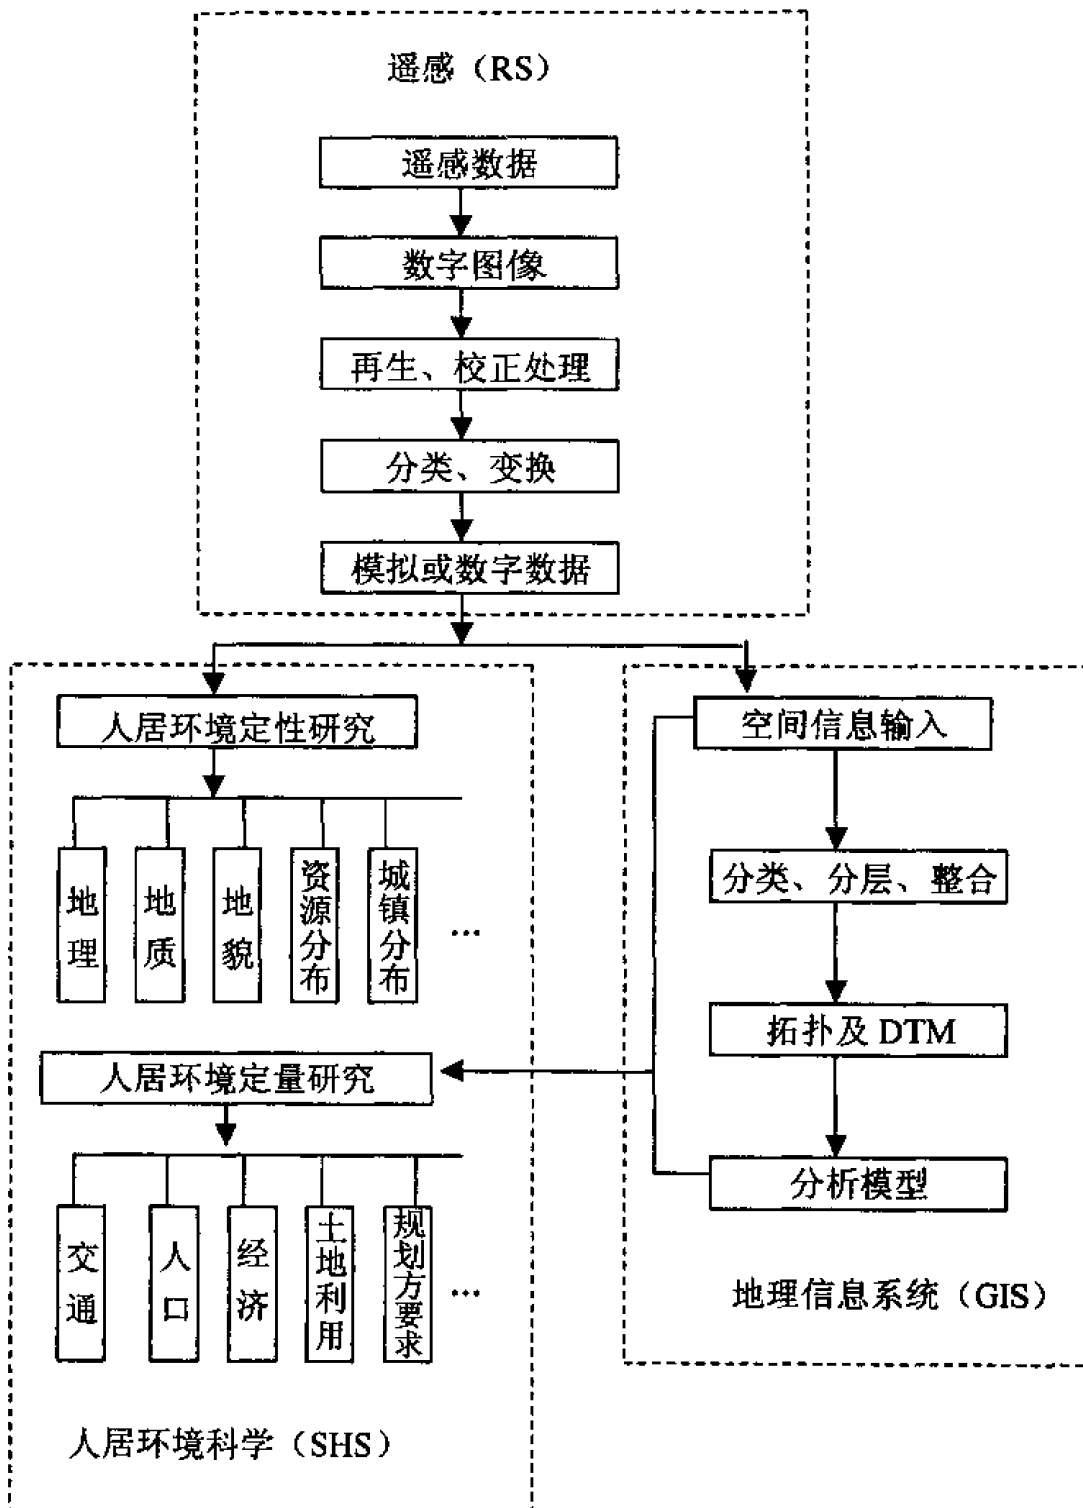 遥感（RS）
遥感数据
数字图像
再生、校正处理
分类、变换
模拟或数字数据
人居环境定性研究
地理
地质
地貌
资源分布
城镇分布
...
人居环境定量研究
交通
人口
经济
土地利用
规划方要求
...
人居环境科学（SHS）
空间信息输入
分类、分层、整合
拓扑及 DTM
分析模型
地理信息系统（GIS）